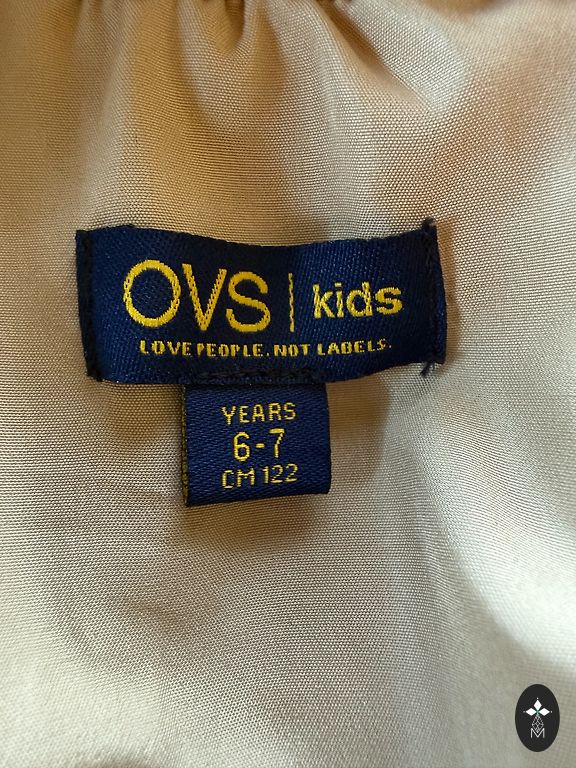 OVS | kids
LOVE PEOPLE. NOT LABELS.
YEARS
6-7
CM 122
M